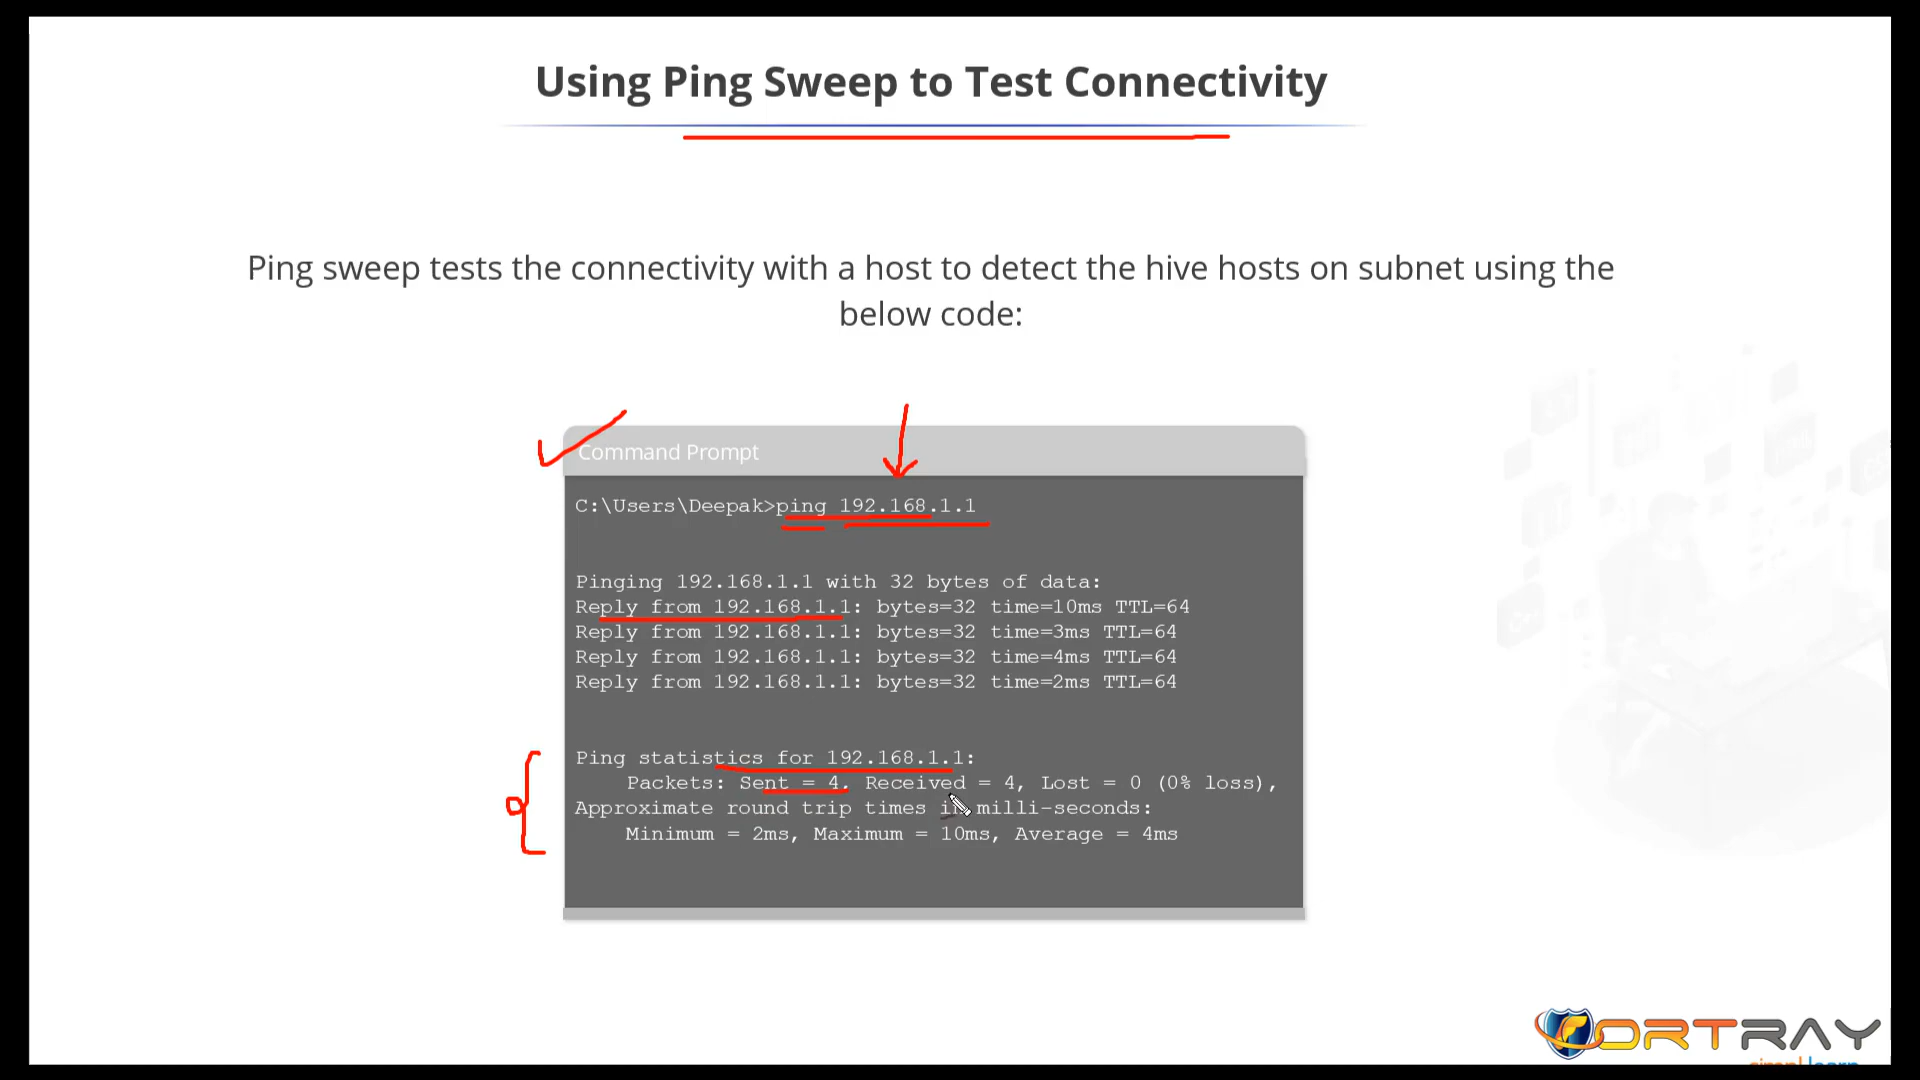 Using Ping Sweep to Test Connectivity
Ping sweep tests the connectivity with a host to detect the hive hosts on subnet using the
below code:
Command Prompt
C:\Users\Deepak>ping 192.168.1.1
Pinging 192.168.1.1 with 32 bytes of data:
Reply from 192.168.1.1: bytes=32 time=10ms TTL=64
Reply from 192.168.1.1: bytes=32 time=3ms TTL=64
Reply from 192.168.1.1: bytes=32 time=4ms TTL=64
Reply from 192.168.1.1: bytes=32 time=2ms TTL=64
Ping statistics for 192.168.1.1:
Packets: Sent = 4, Received = 4, Lost = 0 (0% loss),
Approximate round trip times in milli-seconds:
Minimum = 2ms, Maximum = 10ms, Average = 4ms
FORTRAY